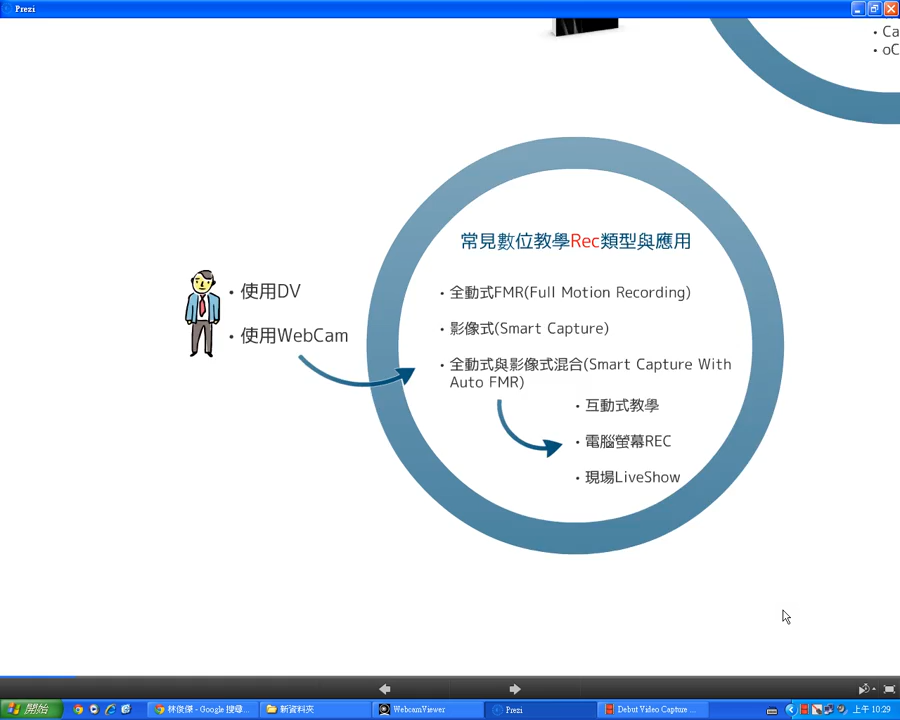 Prezi
• Ca
• oC
常見數位教學Rec類型與應用
• 使用DV
• 使用WebCam
• 全動式FMR(Full Motion Recording)
• 影像式(Smart Capture)
• 全動式與影像式混合(Smart Capture With
Auto FMR)
• 互動式教學
• 電腦螢幕REC
• 現場LiveShow
開始
林俊傑 - Google 搜尋...
新資料夾
WebcamViewer
Prezi
Debut Video Capture ...
上午 10:29